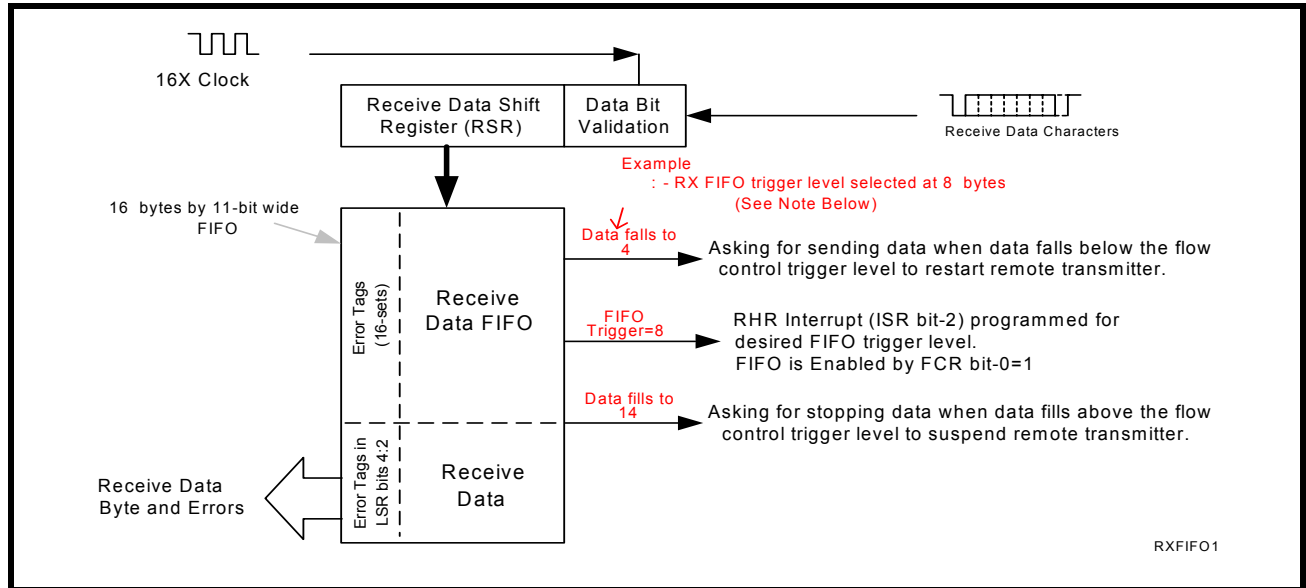 16X Clock
Receive Data Shift
Register (RSR)
Data Bit
Validation
Receive Data Characters
Example
: - RX FIFO trigger level selected at 8 bytes
(See Note Below)
16 bytes by 11-bit wide
FIFO
Error Tags
(16-sets)
Receive
Data FIFO
Data falls to
4
Asking for sending data when data falls below the flow
control trigger level to restart remote transmitter.
FIFO
Trigger=8
RHR Interrupt (ISR bit-2) programmed for
desired FIFO trigger level.
FIFO is Enabled by FCR bit-0=1
Data fills to
14
Asking for stopping data when data fills above the flow
control trigger level to suspend remote transmitter.
Error Tags in
LSR bits 4:2
Receive
Data
Receive Data
Byte and Errors
RXFIFO1